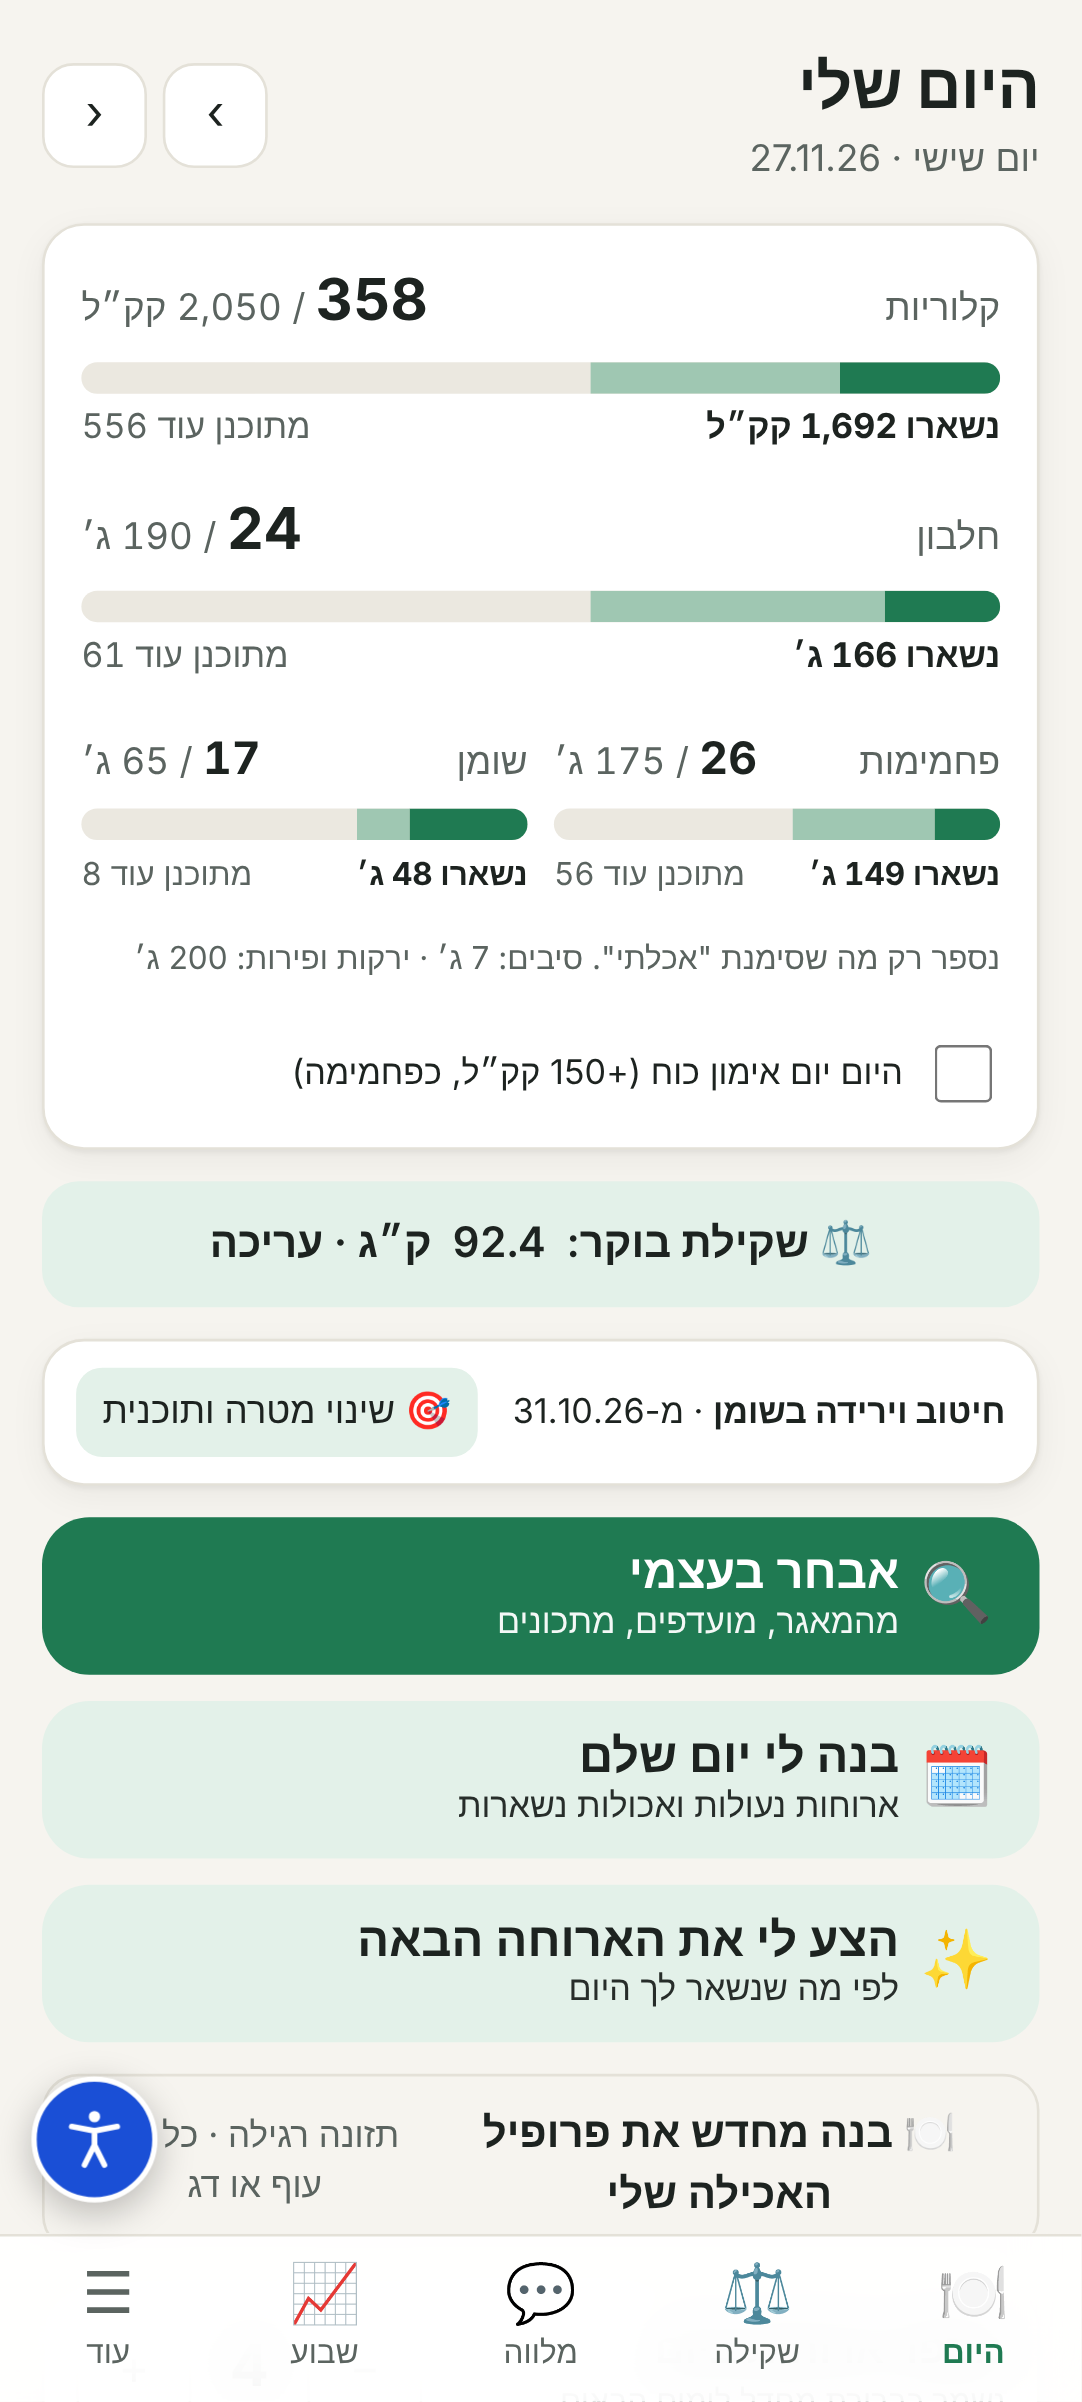 היום שלי
יום שישי · 27.11.26
קלוריות
358 / 2,050 קק״ל
נשארו 1,692 קק״ל
מתוכנן עוד 556
חלבון
24 / 190 ג׳
נשארו 166 ג׳
מתוכנן עוד 61
פחמימות
26 / 175 ג׳
שומן
17 / 65 ג׳
נשארו 149 ג׳
מתוכנן עוד 56
נשארו 48 ג׳
מתוכנן עוד 8
נספר רק מה שסימנת "אכלתי". סיבים: 7 ג׳ · ירקות ופירות: 200 ג׳
היום יום אימון כוח (+150 קק״ל, כפחמימה)
שקילת בוקר: 92.4 ק״ג · עריכה
חיטוב וירידה בשומן · מ-31.10.26
שינוי מטרה ותוכנית
אבחר בעצמי
מהמאגר, מועדפים, מתכונים
בנה לי יום שלם
ארוחות נעולות ואכולות נשארות
הצע לי את הארוחה הבאה
לפי מה שנשאר לך היום
בנה מחדש את פרופיל
האכילה שלי
תזונה רגילה · כל
עוף או דג
היום
שקילה
מלווה
שבוע
עוד